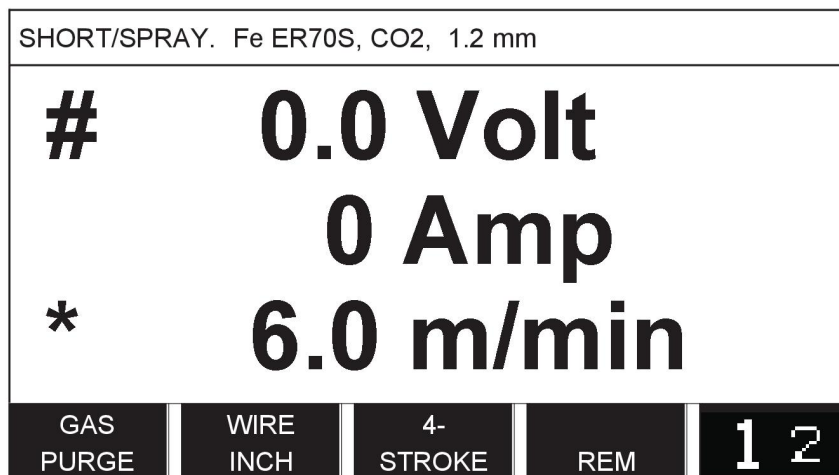 SHORT/SPRAY. Fe ER70S, CO2, 1.2 mm
# 0.0 Volt
0 Amp
* 6.0 m/min
GAS PURGE WIRE INCH 4-STROKE REM 1 2